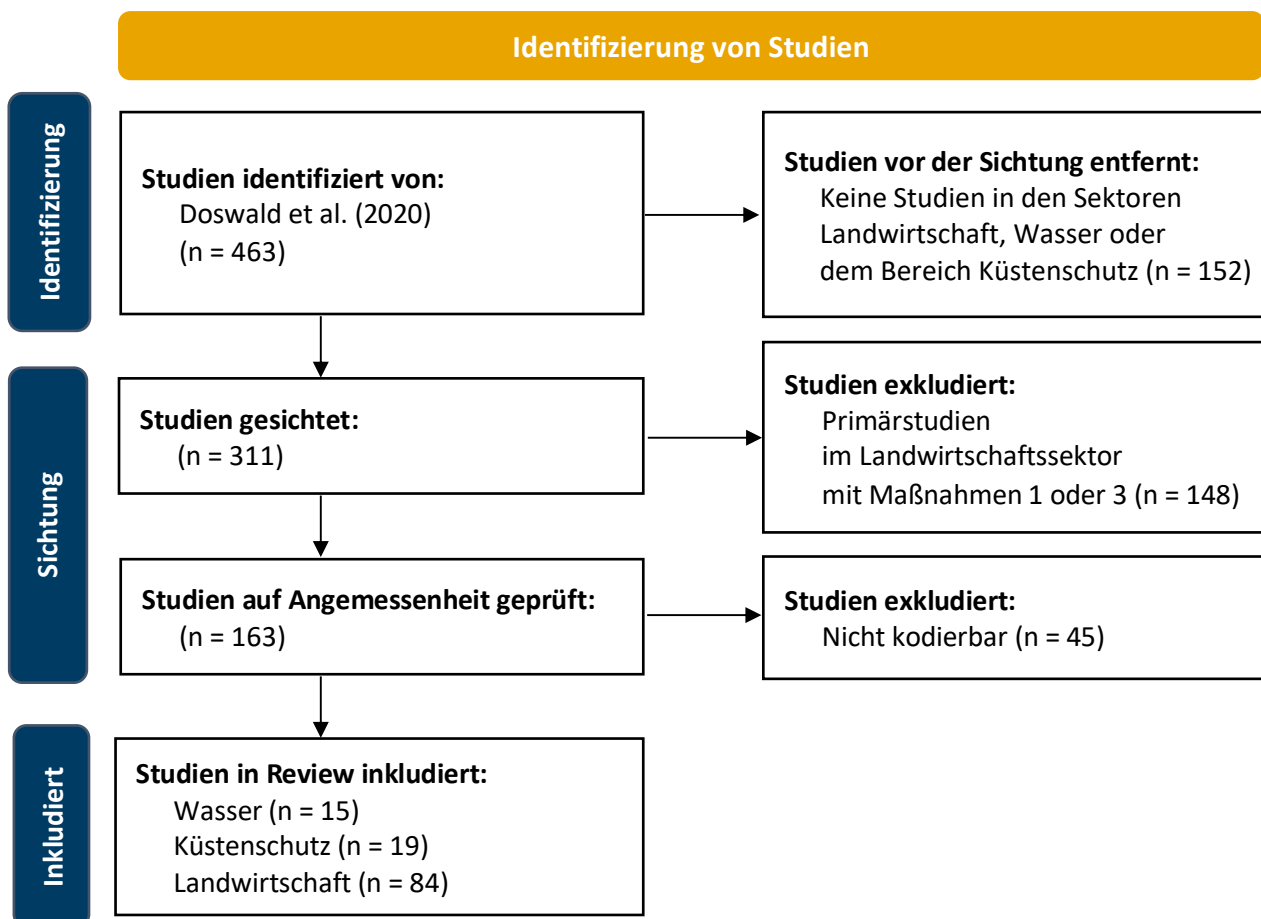 Identifizierung von Studien
Identifizierung
Studien identifiziert von:
Doswald et al. (2020)
(n = 463)
Studien vor der Sichtung entfernt:
Keine Studien in den Sektoren
Landwirtschaft, Wasser oder
dem Bereich Küstenschutz (n = 152)
Sichtung
Studien gesichtet:
(n = 311)
Studien exkludiert:
Primärstudien
im Landwirtschaftssektor
mit Maßnahmen 1 oder 3 (n = 148)
Studien auf Angemessenheit geprüft:
(n = 163)
Studien exkludiert:
Nicht kodierbar (n = 45)
Inkludiert
Studien in Review inkludiert:
Wasser (n = 15)
Küstenschutz (n = 19)
Landwirtschaft (n = 84)